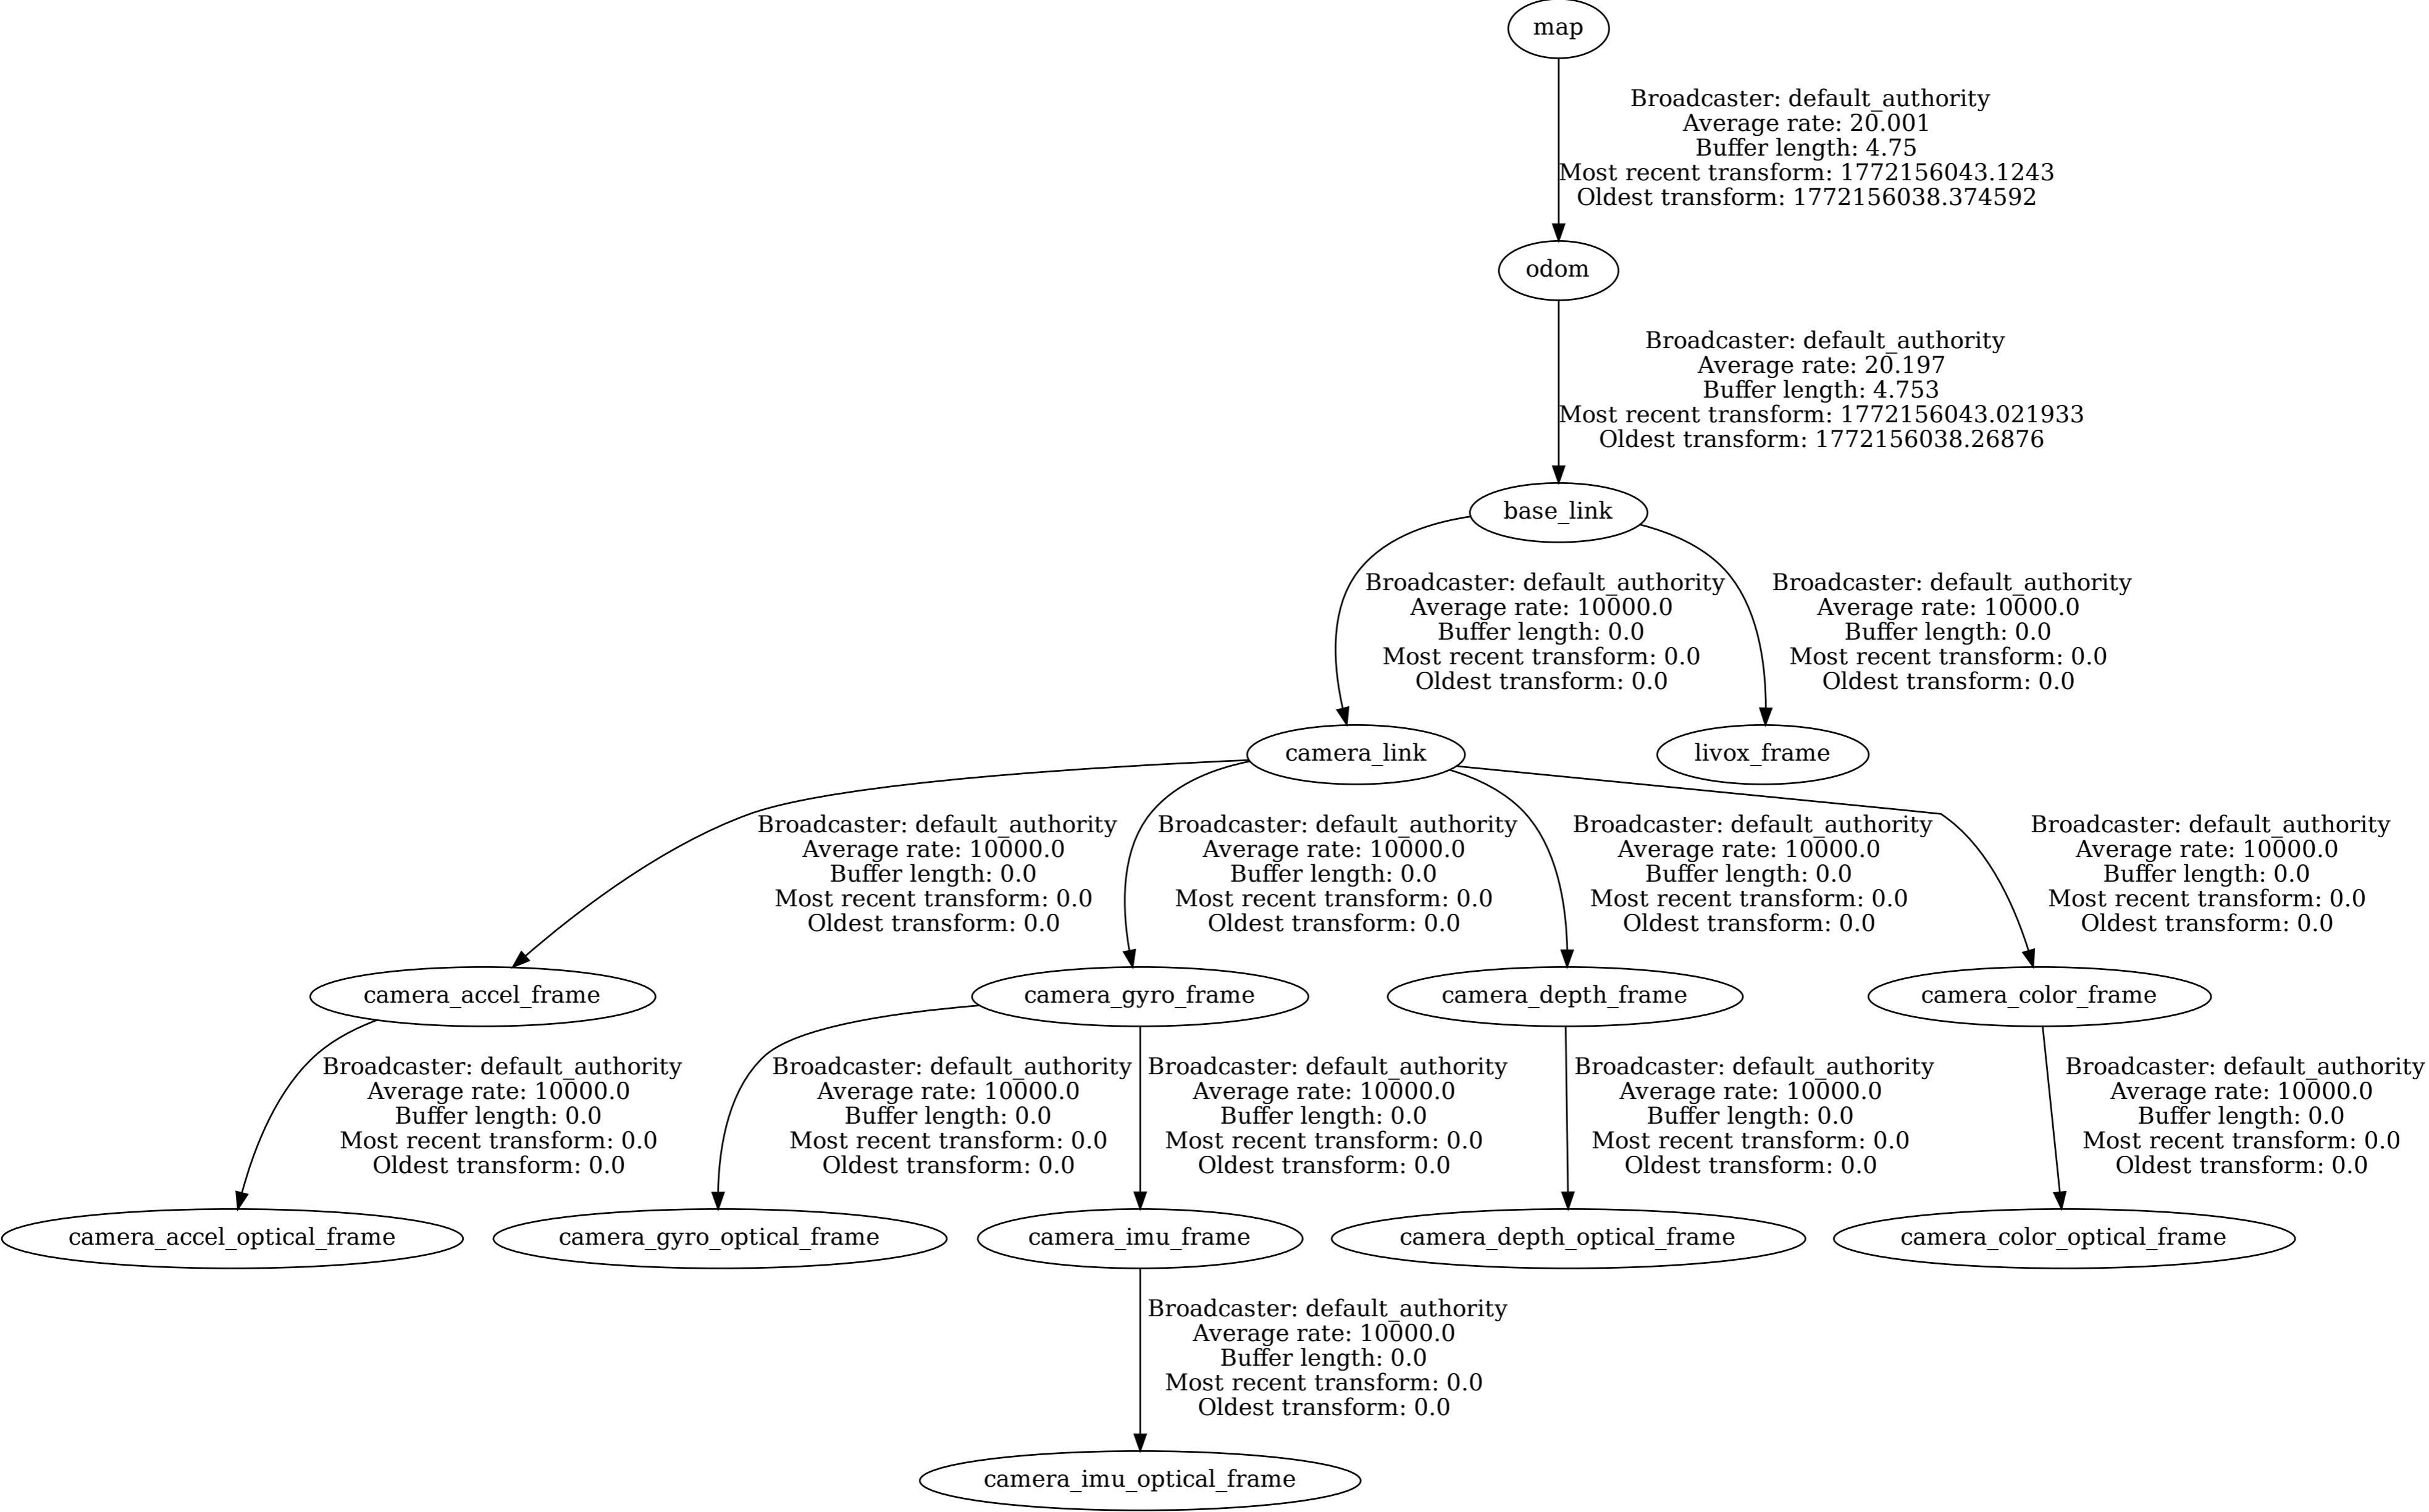 map
Broadcaster: default_authority
Average rate: 20.001
Buffer length: 4.75
Most recent transform: 1772156043.1243
Oldest transform: 1772156038.374592
odom
Broadcaster: default_authority
Average rate: 20.197
Buffer length: 4.753
Most recent transform: 1772156043.021933
Oldest transform: 1772156038.26876
base_link
Broadcaster: default_authority
Average rate: 10000.0
Buffer length: 0.0
Most recent transform: 0.0
Oldest transform: 0.0
Broadcaster: default_authority
Average rate: 10000.0
Buffer length: 0.0
Most recent transform: 0.0
Oldest transform: 0.0
camera_link
livox_frame
Broadcaster: default_authority
Average rate: 10000.0
Buffer length: 0.0
Most recent transform: 0.0
Oldest transform: 0.0
Broadcaster: default_authority
Average rate: 10000.0
Buffer length: 0.0
Most recent transform: 0.0
Oldest transform: 0.0
Broadcaster: default_authority
Average rate: 10000.0
Buffer length: 0.0
Most recent transform: 0.0
Oldest transform: 0.0
Broadcaster: default_authority
Average rate: 10000.0
Buffer length: 0.0
Most recent transform: 0.0
Oldest transform: 0.0
camera_accel_frame
camera_gyro_frame
camera_depth_frame
camera_color_frame
Broadcaster: default_authority
Average rate: 10000.0
Buffer length: 0.0
Most recent transform: 0.0
Oldest transform: 0.0
Broadcaster: default_authority
Average rate: 10000.0
Buffer length: 0.0
Most recent transform: 0.0
Oldest transform: 0.0
Broadcaster: default_authority
Average rate: 10000.0
Buffer length: 0.0
Most recent transform: 0.0
Oldest transform: 0.0
Broadcaster: default_authority
Average rate: 10000.0
Buffer length: 0.0
Most recent transform: 0.0
Oldest transform: 0.0
Broadcaster: default_authority
Average rate: 10000.0
Buffer length: 0.0
Most recent transform: 0.0
Oldest transform: 0.0
camera_accel_optical_frame
camera_gyro_optical_frame
camera_imu_frame
camera_depth_optical_frame
camera_color_optical_frame
Broadcaster: default_authority
Average rate: 10000.0
Buffer length: 0.0
Most recent transform: 0.0
Oldest transform: 0.0
camera_imu_optical_frame